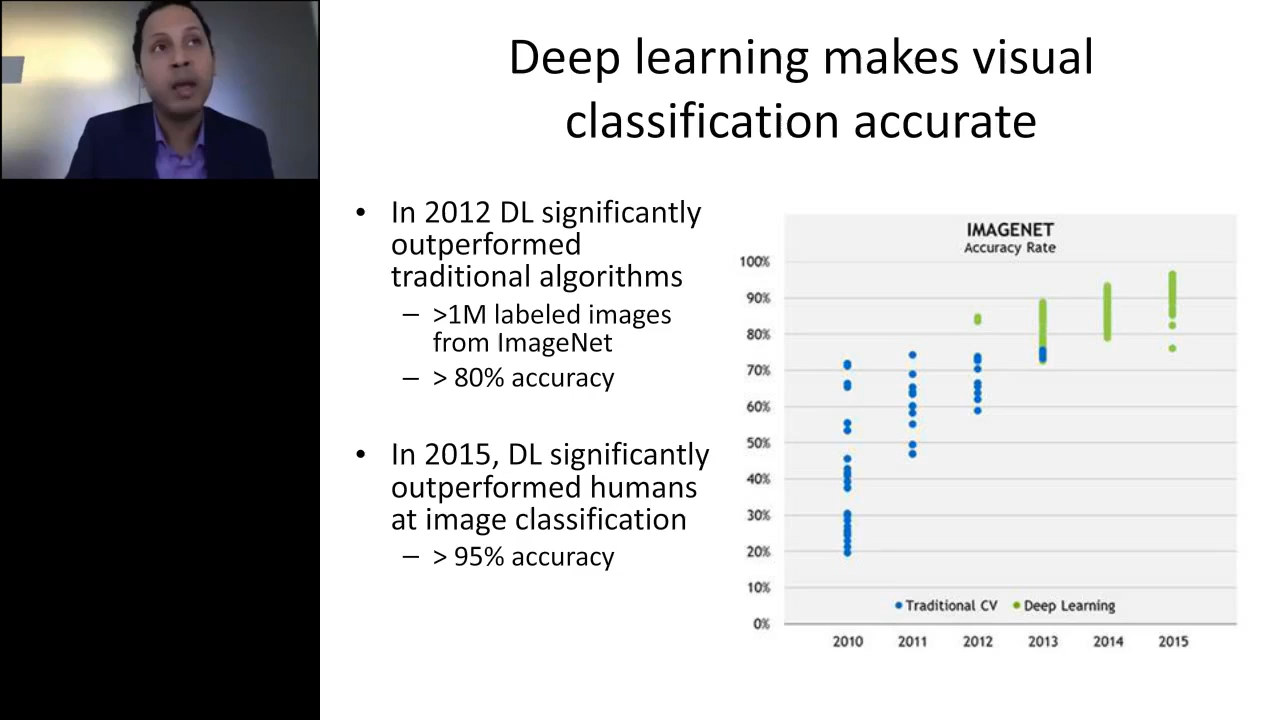 Deep learning makes visual
classification accurate
• In 2012 DL significantly
outperformed
traditional algorithms
– >1M labeled images
from ImageNet
– > 80% accuracy
• In 2015, DL significantly
outperformed humans
at image classification
– > 95% accuracy
IMAGENET
Accuracy Rate
100%
90%
80%
70%
60%
50%
40%
30%
20%
10%
0%
Traditional CV Deep Learning
2010 2011 2012 2013 2014 2015